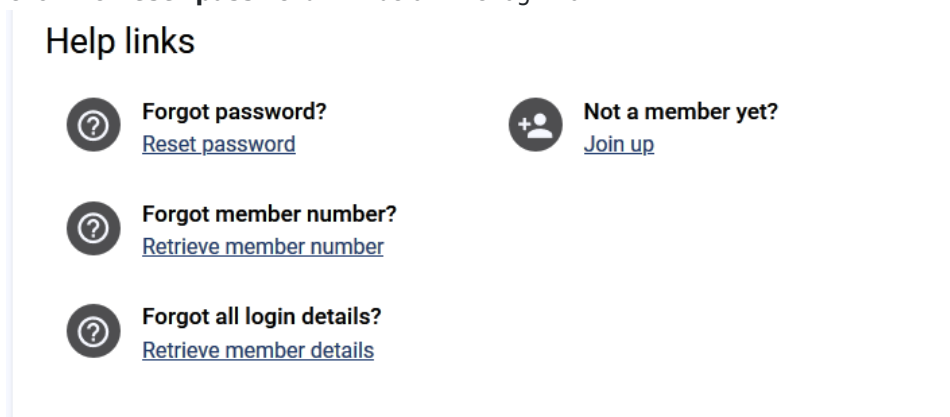 Help links
Forgot password?
Reset password
Not a member yet?
Join up
Forgot member number?
Retrieve member number
Forgot all login details?
Retrieve member details